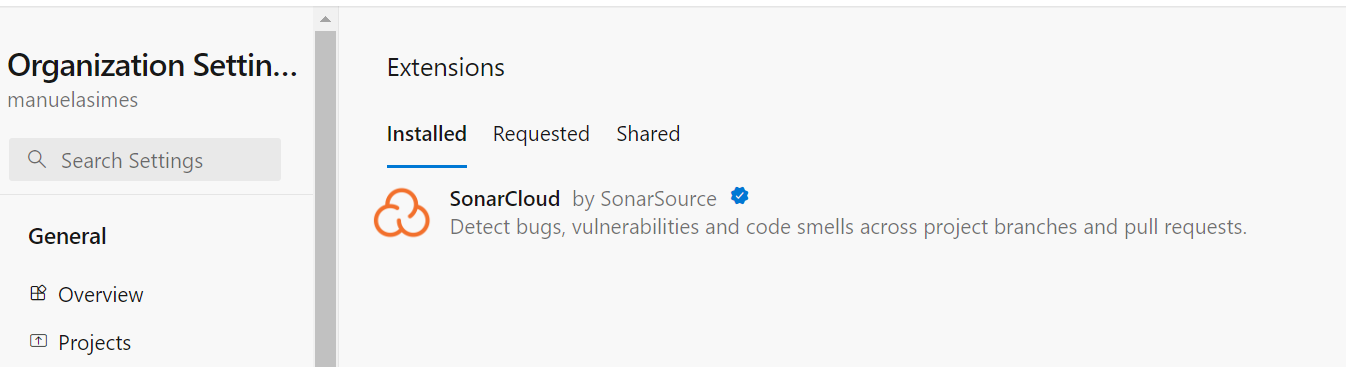 Organization Settin...
manuelasimes
Search Settings
General
Overview
Projects
Extensions
Installed Requested Shared
SonarCloud by SonarSource
Detect bugs, vulnerabilities and code smells across project branches and pull requests.